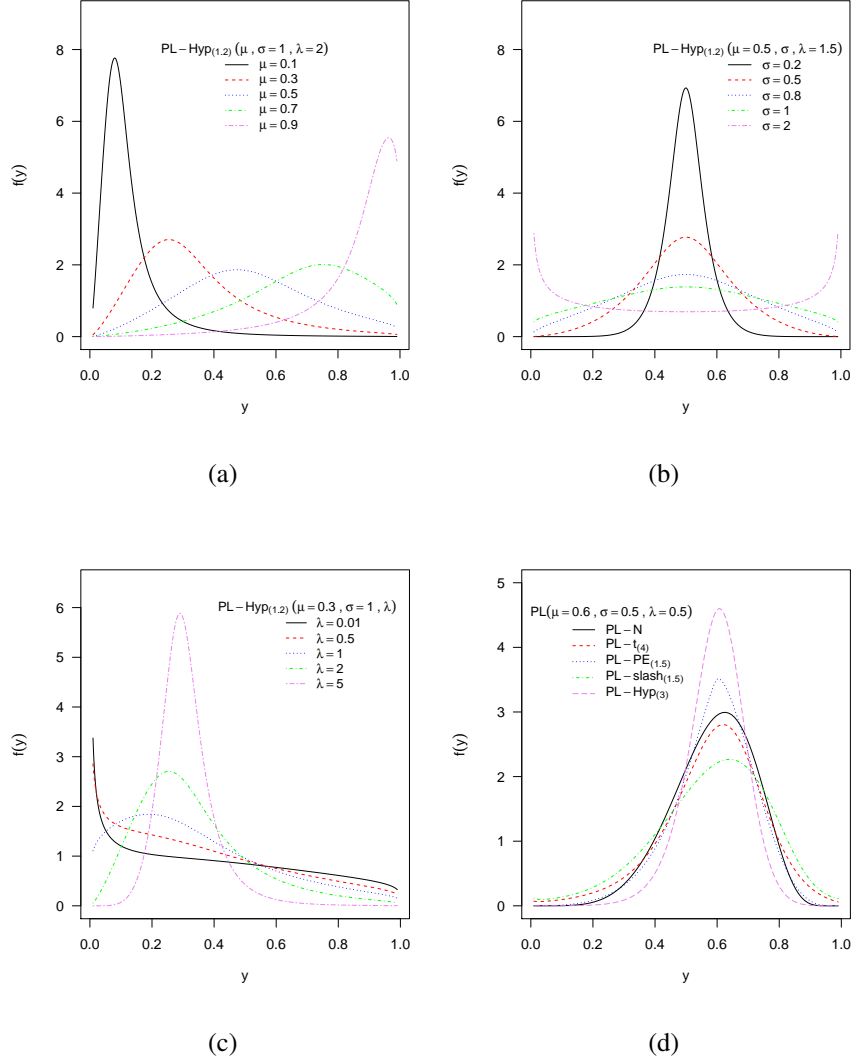 PL−Hyp(1.2) (μ , σ=1 , λ=2)
μ=0.1
μ=0.3
μ=0.5
μ=0.7
μ=0.9
f(y)
8
6
4
2
0
0.0 0.2 0.4 0.6 0.8 1.0
y
(a)
PL−Hyp(1.2) (μ=0.5 , σ, λ=1.5)
σ=0.2
σ=0.5
σ=0.8
σ=1
σ=2
f(y)
8
6
4
2
0
0.0 0.2 0.4 0.6 0.8 1.0
y
(b)
PL−Hyp(1.2) (μ=0.3 , σ=1 , λ)
λ=0.01
λ=0.5
λ=1
λ=2
λ=5
f(y)
6
5
4
3
2
1
0
0.0 0.2 0.4 0.6 0.8 1.0
y
(c)
PL(μ=0.6 , σ=0.5 , λ=0.5)
PL−N
PL−t(4)
PL−PE(1.5)
PL−slash(1.5)
PL−Hyp(3)
f(y)
5
4
3
2
1
0
0.0 0.2 0.4 0.6 0.8 1.0
y
(d)